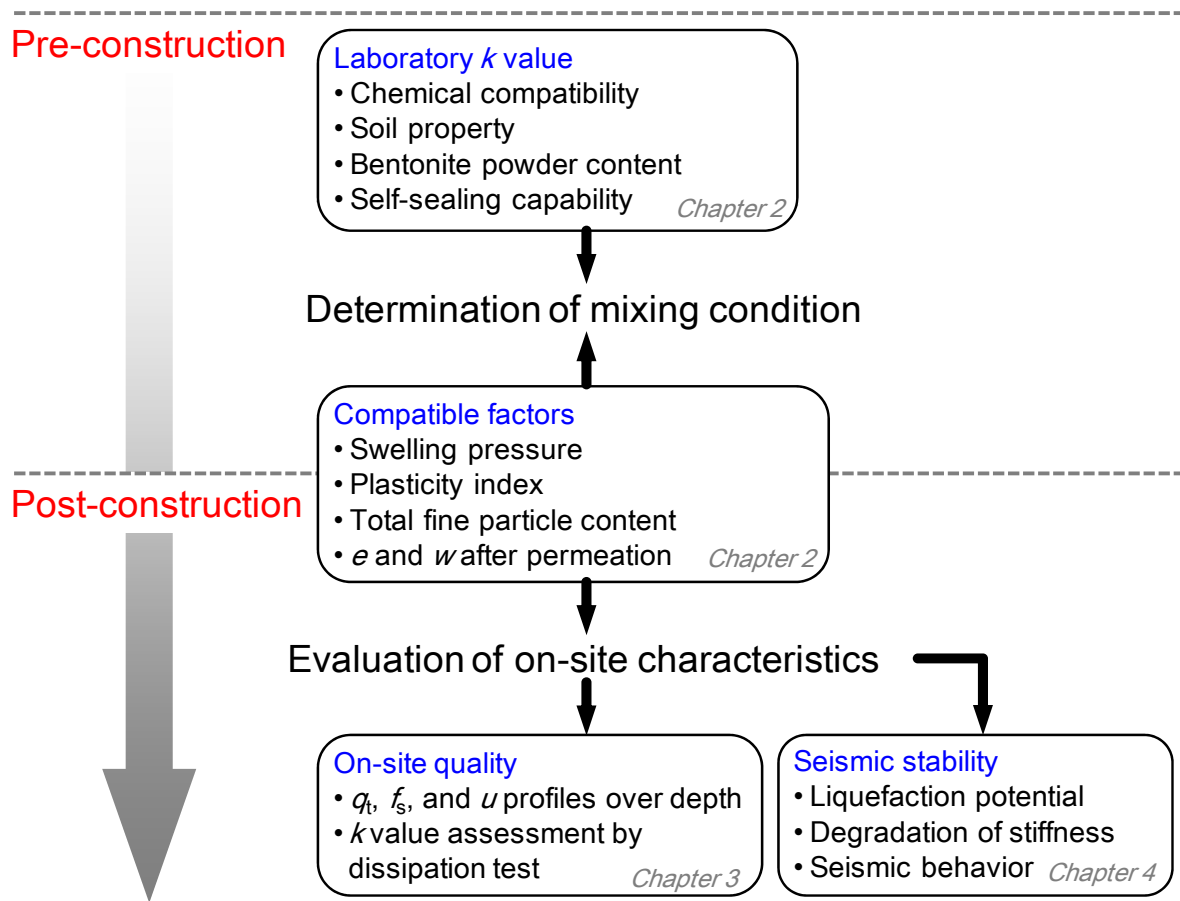 Pre-construction
Laboratory k value
• Chemical compatibility
• Soil property
• Bentonite powder content
• Self-sealing capability
Chapter 2
Determination of mixing condition
Compatible factors
• Swelling pressure
• Plasticity index
• Total fine particle content
• e and w after permeation
Chapter 2
Post-construction
Evaluation of on-site characteristics
On-site quality
• qt, fs, and u profiles over depth
• k value assessment by
dissipation test
Chapter 3
Seismic stability
• Liquefaction potential
• Degradation of stiffness
• Seismic behavior
Chapter 4